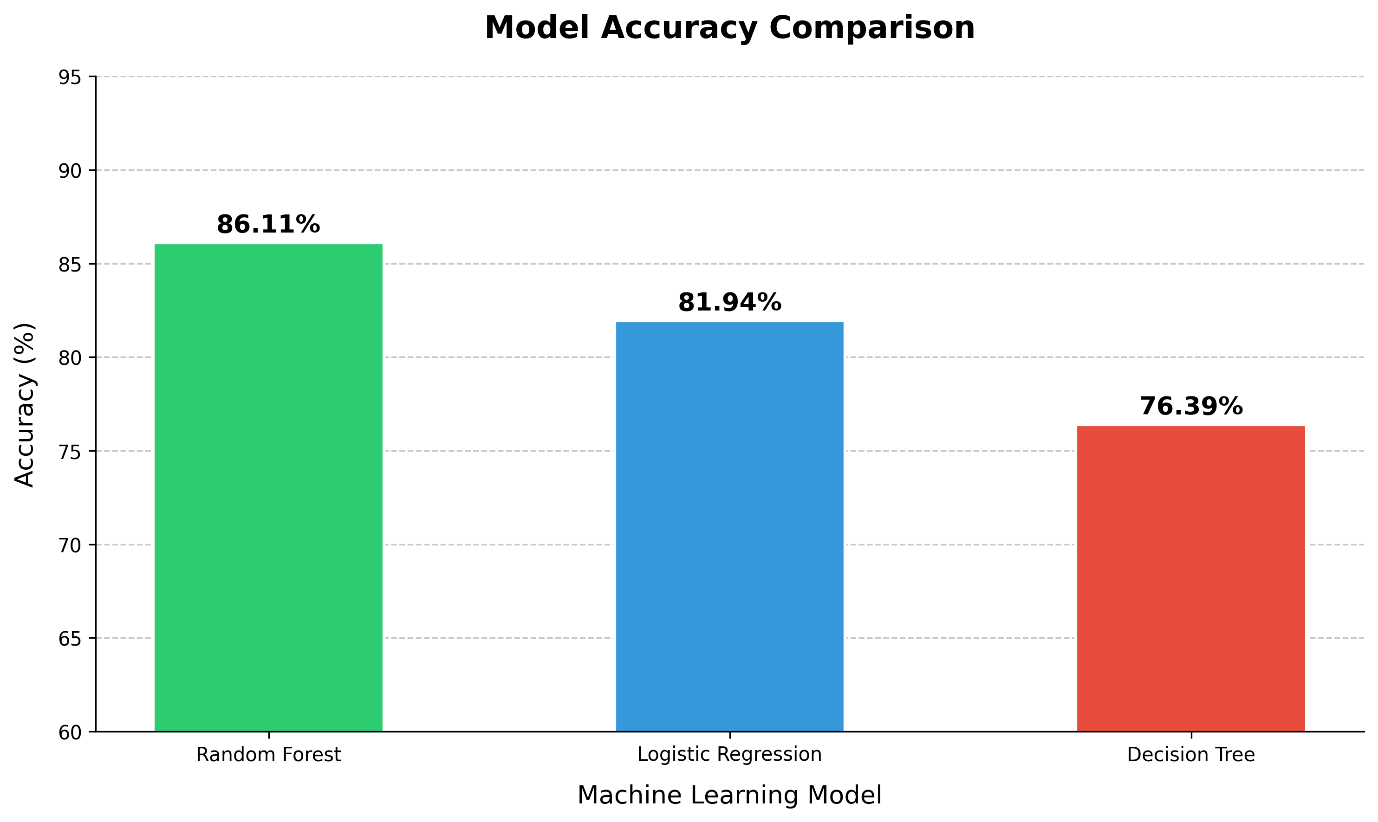 Model Accuracy Comparison
95
90
85
80
75
70
65
60
Accuracy (%)
86.11%
81.94%
76.39%
Random Forest
Logistic Regression
Decision Tree
Machine Learning Model